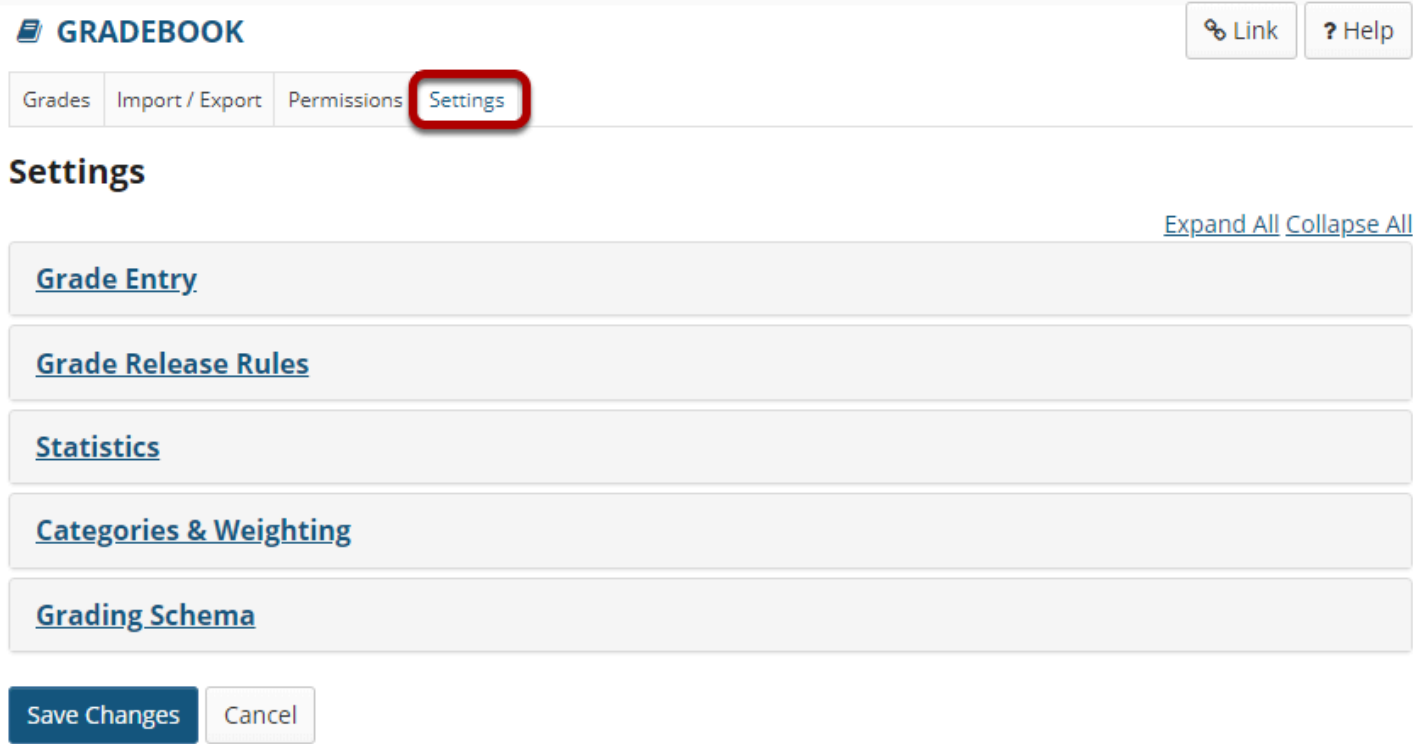 GRADEBOOK
Link
? Help
Grades Import / Export Permissions Settings
Settings
Expand All Collapse All
Grade Entry
Grade Release Rules
Statistics
Categories & Weighting
Grading Schema
Save Changes Cancel